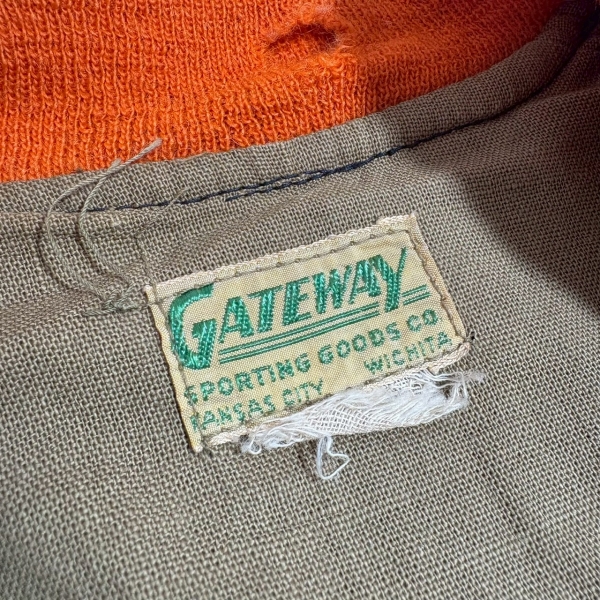 GATEWAY
SPORTING GOODS CO
KANSAS CITY WICHITA